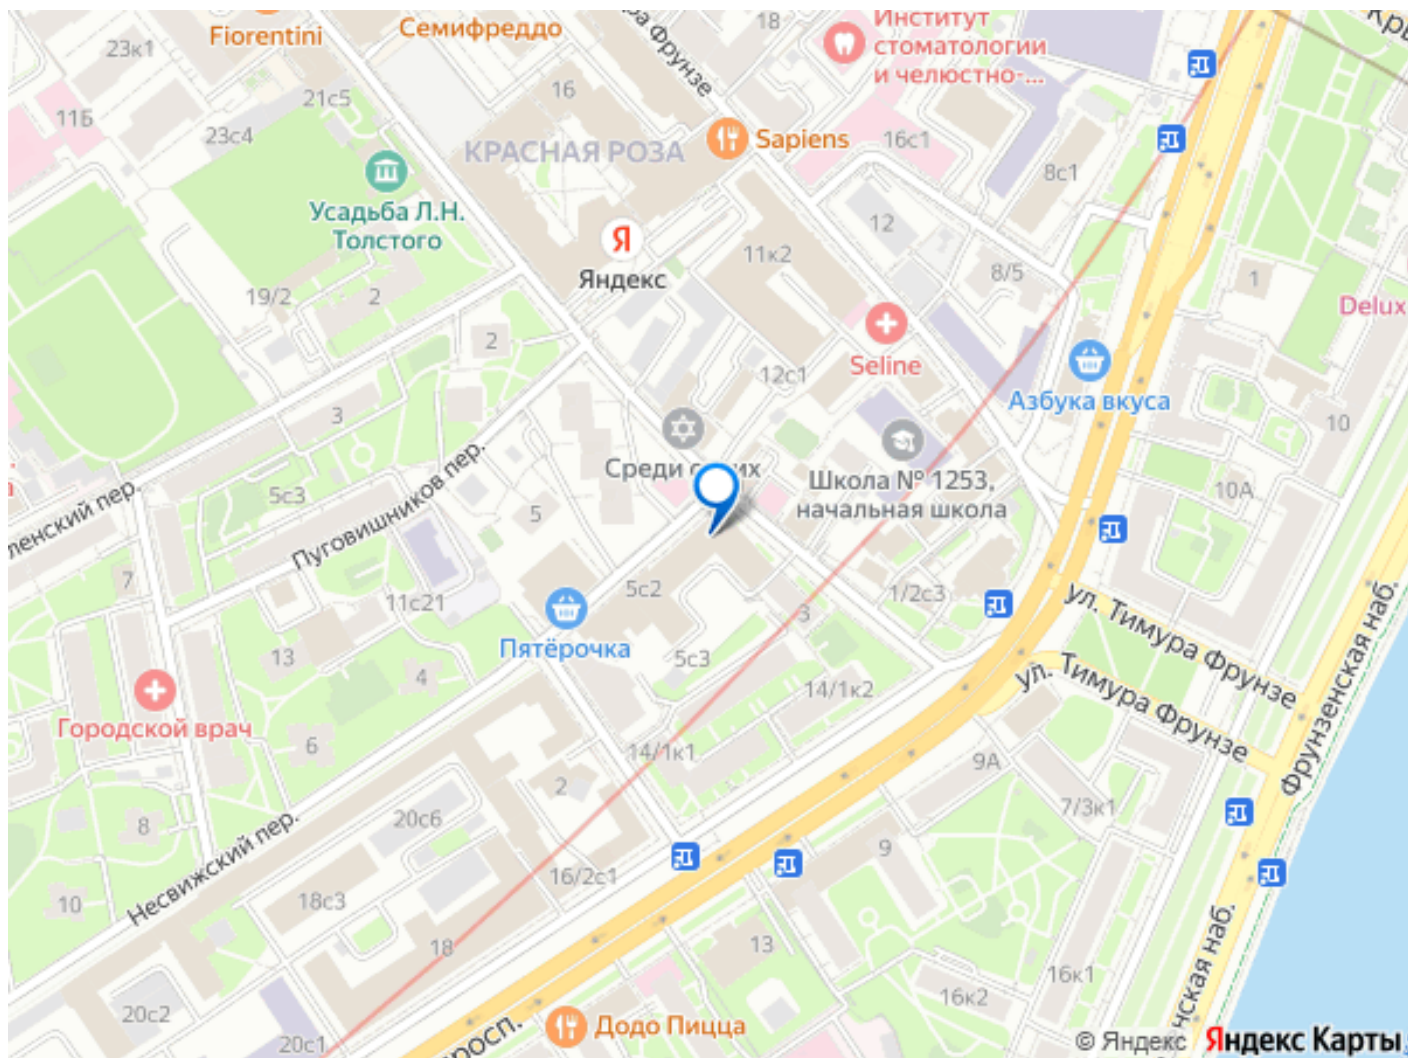 Fiorentini
Семифреддо
18
Институт
стоматологии
и челюстно-...
23к1
21с5
16
11Б
23с4
КРАСНАЯ РОЗА
Sapiens
16с1
8с1
Усадьба Л.Н.
Толстого
12
Я
Яндекс
11к2
8/5
1
19/2
2
Delux
2
Seline
12с1
Азбука вкуса
3
10
Среди
Школа № 1253,
начальная школа
10А
5с3
5
Пуговишников пер.
ленский пер.
7
11с21
5с2
1/2с3
3
ул. Тимура Фрунзе
Фрунзенская наб.
Пятёрочка
13
4
5с3
14/1к2
ул. Тимура Фрунзе
Городской врач
6
14/1к1
9А
2
7/3к1
8
20с6
9
Несвижский пер.
16/2с1
10
18с3
18
13
16к1
16к2
нская наб.
20с2
20с1
Додо Пицца
просп.
© Яндекс Яндекс Карты